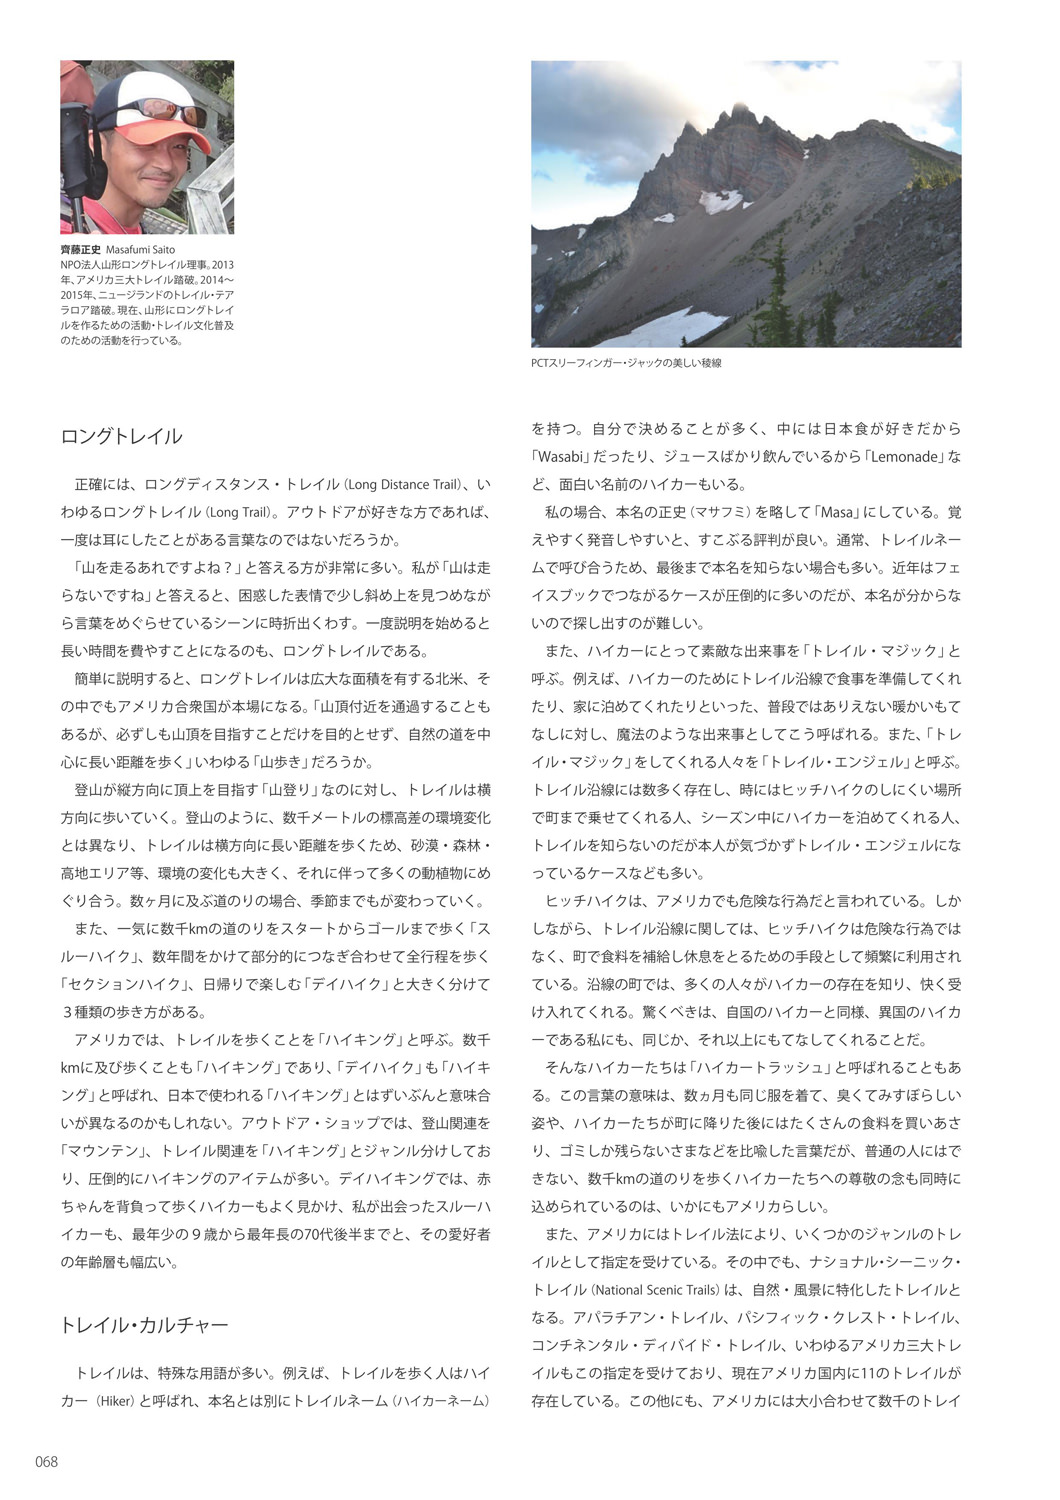 齊藤正史 Masafumi Saito
NPO法人山形ロングトレイル理事。2013
年、アメリカ三大トレイル踏破。2014〜
2015年、ニュージランドのトレイル・テア
ラロア踏破。現在、山形にロングトレイ
ルを作るための活動・トレイル文化普及
のための活動を行っている。
PCTスリーフィンガー・ジャックの美しい稜線
ロングトレイル
正確には、ロングディスタンス・トレイル（Long Distance Trail）、い
わゆるロングトレイル（Long Trail）。アウトドアが好きな方であれば、
一度は耳にしたことがある言葉なのではないだろうか。
「山を走るあれですよね？」と答える方が非常に多い。私が「山は走
らないですね」と答えると、困惑した表情で少し斜め上を見つめなが
ら言葉をめぐらせているシーンに時折出くわす。一度説明を始めると
長い時間を費やすことになるのも、ロングトレイルである。
簡単に説明すると、ロングトレイルは広大な面積を有する北米、そ
の中でもアメリカ合衆国が本場になる。「山頂付近を通過することも
あるが、必ずしも山頂を目指すことだけを目的とせず、自然の道を中
心に長い距離を歩く」いわゆる「山歩き」だろうか。
登山が縦方向に頂上を目指す「山登り」なのに対し、トレイルは横
方向に歩いていく。登山のように、数千メートルの標高差の環境変化
とは異なり、トレイルは横方向に長い距離を歩くため、砂漠・森林・
高地エリア等、環境の変化も大きく、それに伴って多くの動植物にめ
ぐり合う。数ヶ月に及ぶ道のりの場合、季節までもが変わっていく。
また、一気に数千kmの道のりをスタートからゴールまで歩く「ス
ルーハイク」、数年間をかけて部分的につなぎ合わせて全行程を歩く
「セクションハイク」、日帰りで楽しむ「デイハイク」と大きく分けて
３種類の歩き方がある。
アメリカでは、トレイルを歩くことを「ハイキング」と呼ぶ。数千
kmに及び歩くことも「ハイキング」であり、「デイハイク」も「ハイキ
ング」と呼ばれ、日本で使われる「ハイキング」とはずいぶんと意味合
いが異なるのかもしれない。アウトドア・ショップでは、登山関連を
「マウンテン」、トレイル関連を「ハイキング」とジャンル分けしてお
り、圧倒的にハイキングのアイテムが多い。デイハイキングでは、赤
ちゃんを背負って歩くハイカーもよく見かけ、私が出会ったスルーハ
イカーも、最年少の９歳から最年長の70代後半までと、その愛好者
の年齢層も幅広い。
トレイル・カルチャー
トレイルは、特殊な用語が多い。例えば、トレイルを歩く人はハイ
カー（Hiker）と呼ばれ、本名とは別にトレイルネーム（ハイカーネーム）
を持つ。自分で決めることが多く、中には日本食が好きだから
「Wasabi」だったり、ジュースばかり飲んでいるから「Lemonade」な
ど、面白い名前のハイカーもいる。
私の場合、本名の正史（マサフミ）を略して「Masa」にしている。覚
えやすく発音しやすいと、すこぶる評判が良い。通常、トレイルネー
ムで呼び合うため、最後まで本名を知らない場合も多い。近年はフェ
イスブックでつながるケースが圧倒的に多いのだが、本名が分からな
いので探し出すのが難しい。
また、ハイカーにとって素敵な出来事を「トレイル・マジック」と
呼ぶ。例えば、ハイカーのためにトレイル沿線で食事を準備してくれ
たり、家に泊めてくれたりといった、普段ではありえない暖かいもて
なしに対し、魔法のような出来事としてこう呼ばれる。また、「トレ
イル・マジック」をしてくれる人々を「トレイル・エンジェル」と呼ぶ。
トレイル沿線には数多く存在し、時にはヒッチハイクのしにくい場所
で町まで乗せてくれる人、シーズン中にハイカーを泊めてくれる人、
トレイルを知らないのだが本人が気づかずトレイル・エンジェルにな
っているケースなども多い。
ヒッチハイクは、アメリカでも危険な行為だと言われている。しか
しながら、トレイル沿線に関しては、ヒッチハイクは危険な行為では
なく、町で食料を補給し休息をとるための手段として頻繁に利用され
ている。沿線の町では、多くの人々がハイカーの存在を知り、快く受
け入れてくれる。驚くべきは、自国のハイカーと同様、異国のハイカ
ーである私にも、同じか、それ以上にもてなしてくれることだ。
そんなハイカーたちは「ハイカートラッシュ」と呼ばれることもあ
る。この言葉の意味は、数ヵ月も同じ服を着て、臭くてみすぼらしい
姿や、ハイカーたちが町に降りた後にはたくさんの食料を買いあさ
り、ゴミしか残らないさまなどを比喩した言葉だが、普通の人にはで
きない、数千kmの道のりを歩くハイカーたちへの尊敬の念も同時に
込められているのは、いかにもアメリカらしい。
また、アメリカにはトレイル法により、いくつかのジャンルのトレ
イルとして指定を受けている。その中でも、ナショナル・シーニック・
トレイル（National Scenic Trails）は、自然・風景に特化したトレイルと
なる。アパラチアン・トレイル、パシフィック・クレスト・トレイル、
コンチネンタル・ディバイド・トレイル、いわゆるアメリカ三大トレ
イルもこの指定を受けており、現在アメリカ国内に11のトレイルが
存在している。この他にも、アメリカには大小合わせて数千のトレイ
068